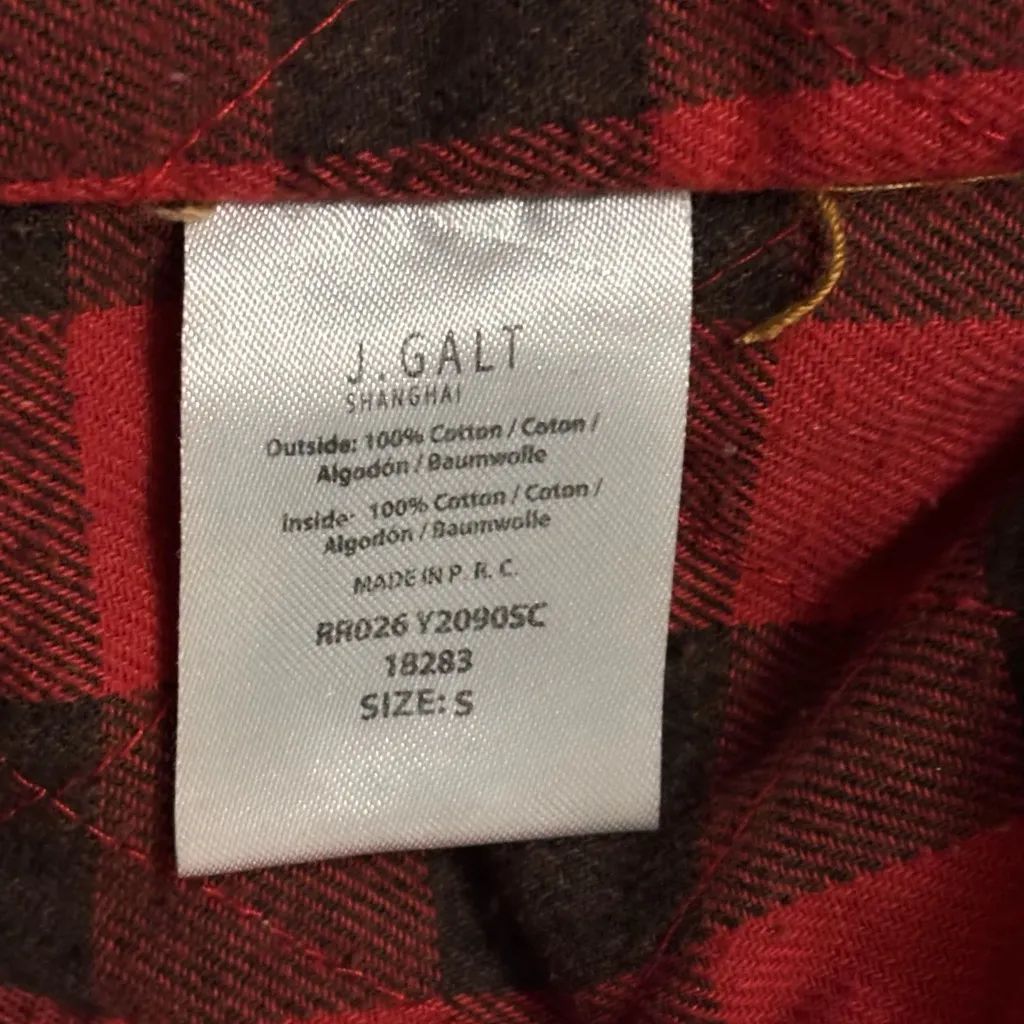 J. GALT
SHANGHAI
Outside: 100% Cotton / Coton /
Algodón / Baumwolle
Inside: 100% Cotton / Coton /
Algodón / Baumwolle
MADE IN P. R. C.
RR026 Y2090SC
18283
SIZE: S